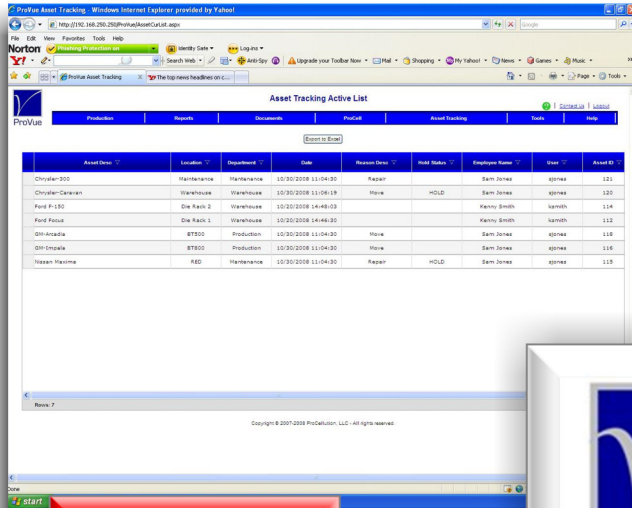 ProVue Asset Tracking - Windows Internet Explorer provided by Yahoo!
http://192.168.250.250/ProVue/AssetCurList.aspx
Google
File Edit View Favorites Tools Help
Norton Phishing Protection on Identity Safe Log-ins
Y! Search Web Anti-Spy Upgrade your Toolbar Now Mail Shopping My Yahoo! News Games Music
ProVue Asset Tracking The top news headlines on c... Page Tools
Asset Tracking Active List
Contact Us | Logout
ProVue
Production Reports Documents ProCell Asset Tracking Tools Help
Export to Excel
Asset Desc Location Department Date Reason Desc Hold Status Employee Name User Asset ID
Chrysler-300 Maintenance Mantenance 10/30/2008 11:04:30 Repair Sam Jones sjones 121
Chrysler-Caravan Warehouse Warehouse 10/30/2008 11:06:19 Move HOLD Sam Jones sjones 120
Ford F-150 Die Rack 2 Warehouse 10/20/2008 14:48:03 Kenny Smith ksmith 114
Ford Focus Die Rack 1 Warehouse 10/20/2008 14:46:30 Kenny Smith ksmith 112
GM-Arcadia BT500 Production 10/30/2008 11:04:30 Move Sam Jones sjones 118
GM-Impala BT800 Production 10/30/2008 11:04:30 Move Sam Jones sjones 116
Nissan Maxima RED Mantenance 10/30/2008 11:04:30 Repair HOLD Sam Jones sjones 115
Rows: 7
Copyright © 2007-2008 ProCellution, LLC - All rights reserved
Done
start